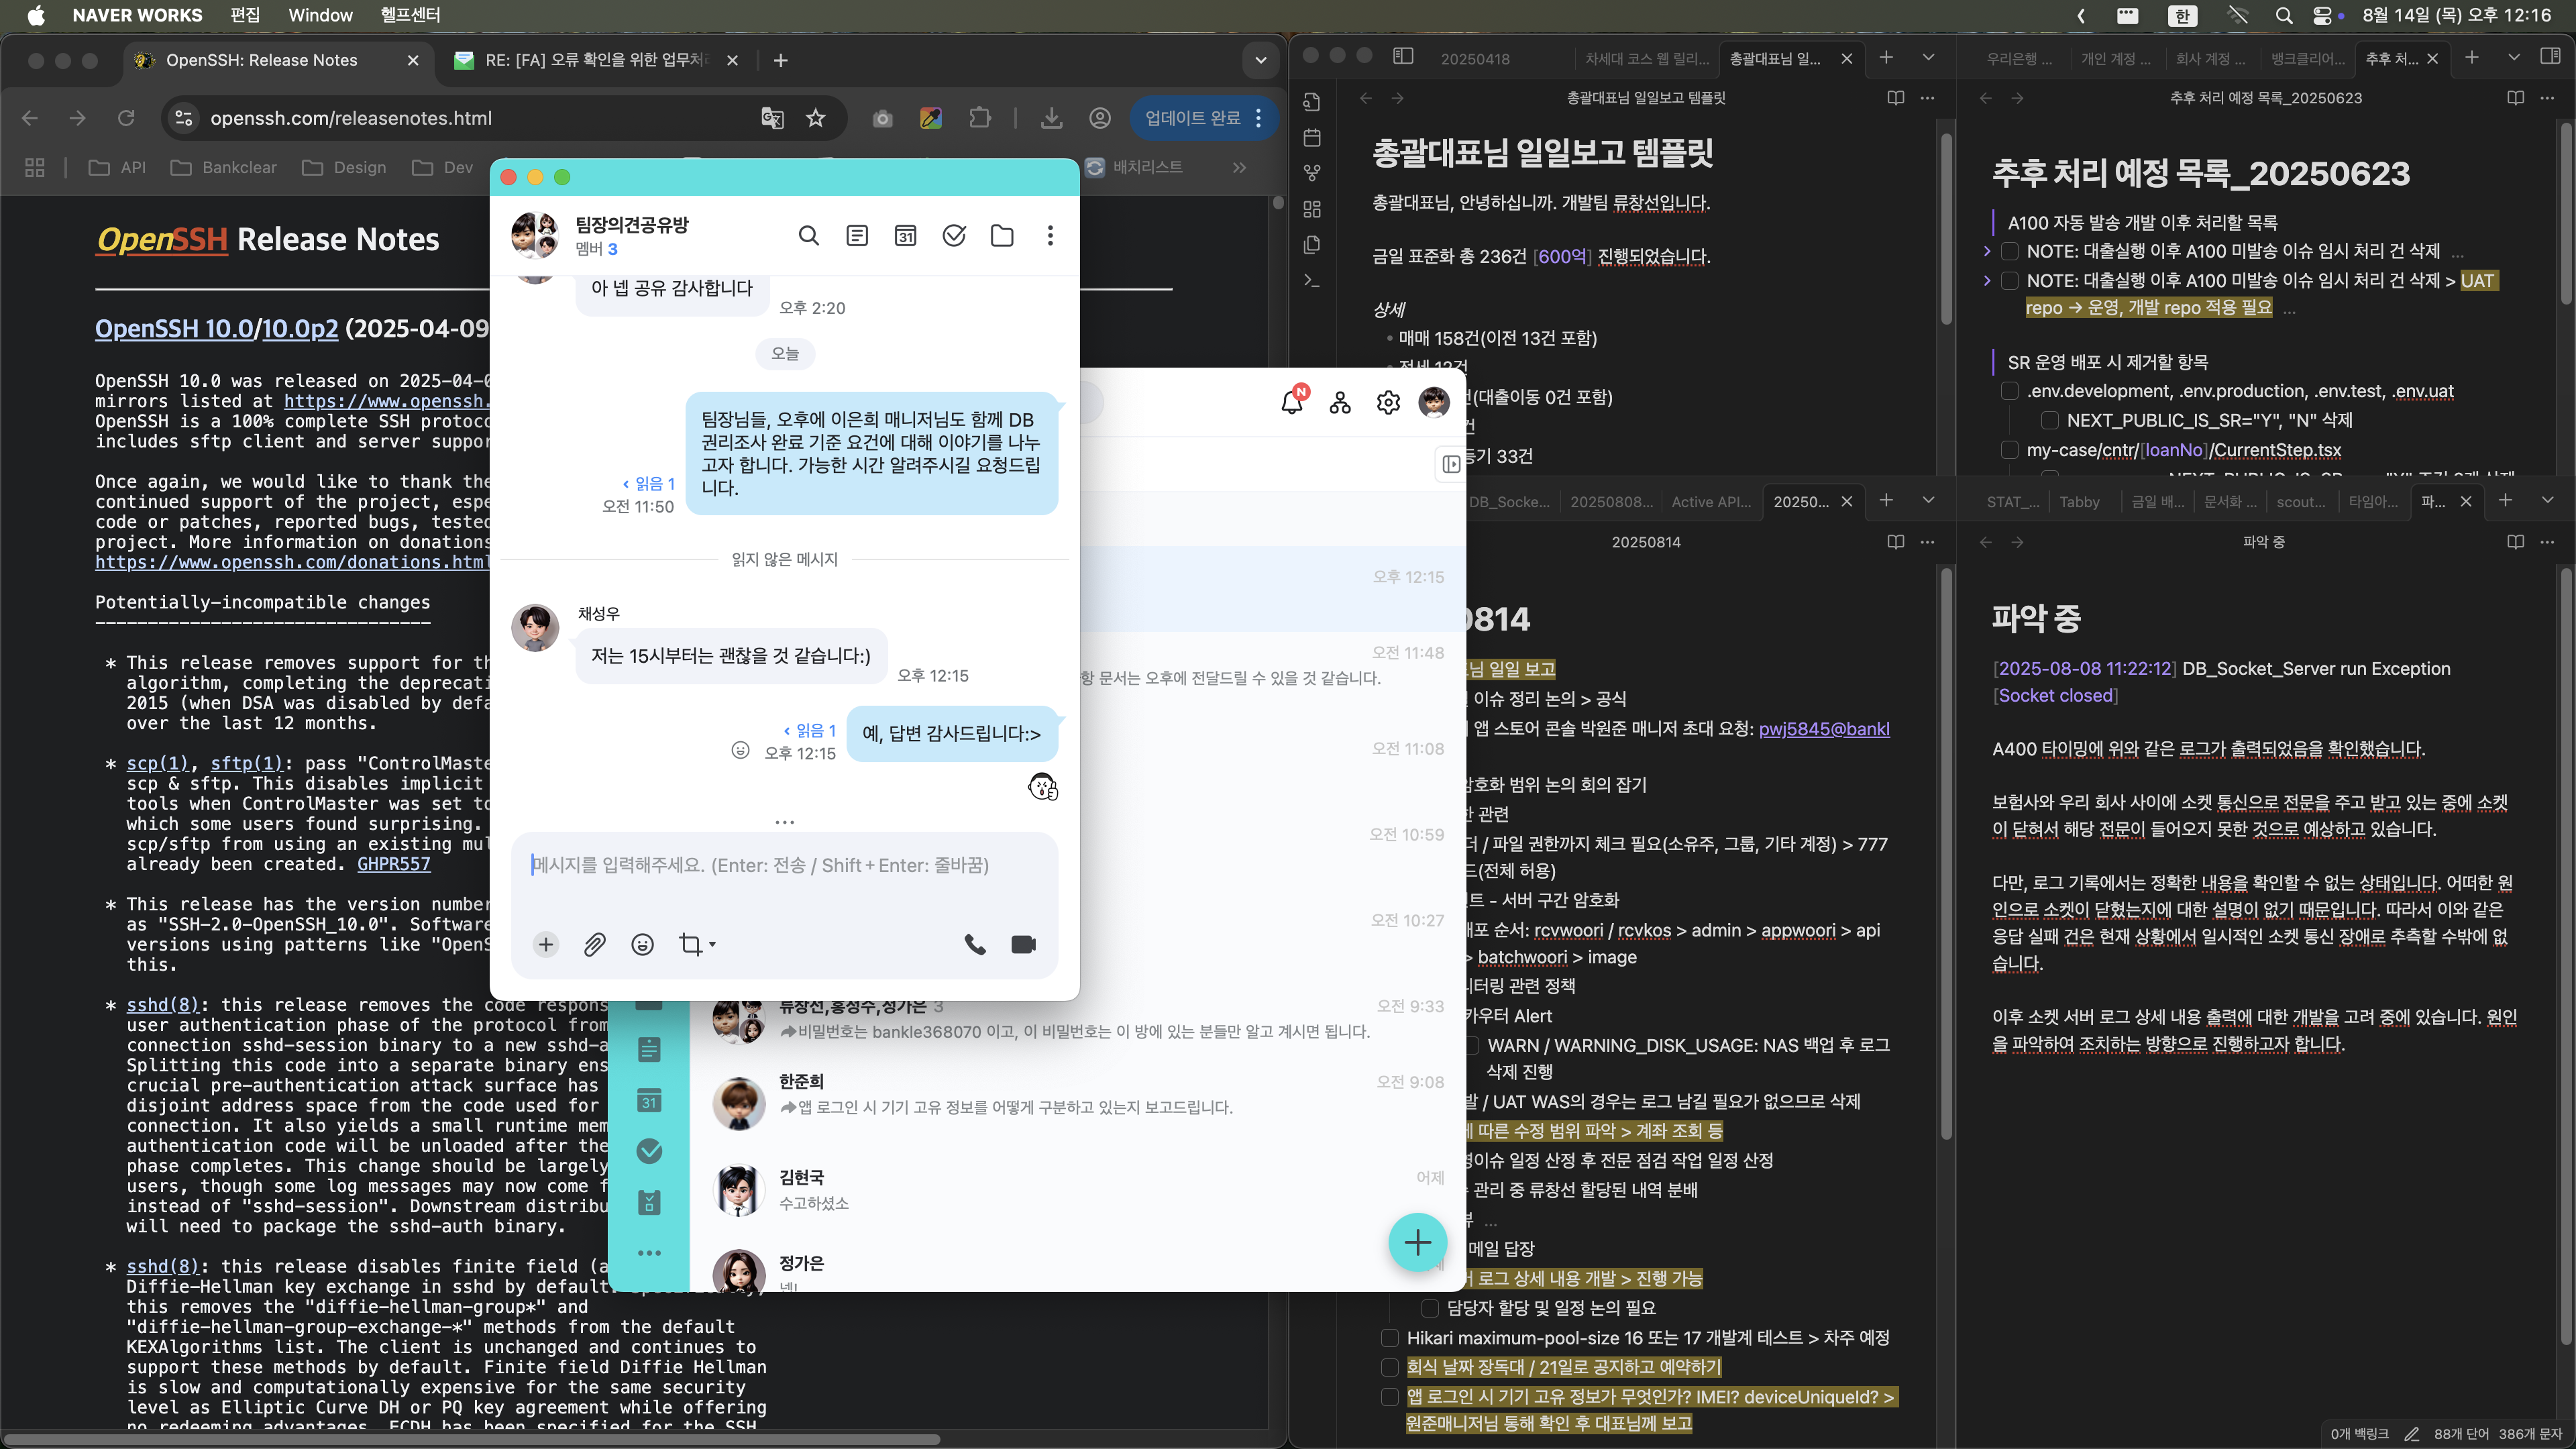 NAVER WORKS 편집 Window 헬프센터
한 8월 14일 (목) 오후 12:16
OpenSSH: Release Notes
RE: [FA] 오류 확인을 위한 업무처리
openssh.com/releasenotes.html
업데이트 완료
API Bankclear Design Dev
배치리스트
OpenSSH Release Notes
OpenSSH 10.0/10.0p2 (2025-04-09
OpenSSH 10.0 was released on 2025-04-0
mirrors listed at https://www.openssh.
OpenSSH is a 100% complete SSH protoco
includes sftp client and server suppor
Once again, we would like to thank the
continued support of the project, espe
code or patches, reported bugs, tested
project. More information on donations
https://www.openssh.com/donations.html
Potentially-incompatible changes
--------------------------------
* This release removes support for th
algorithm, completing the deprecati
2015 (when DSA was disabled by defa
over the last 12 months.
* scp(1), sftp(1): pass "ControlMaste
scp & sftp. This disables implicit
tools when ControlMaster was set to
which some users found surprising.
scp/sftp from using an existing mul
already been created. GHPR557
* This release has the version number
as "SSH-2.0-OpenSSH_10.0". Software
versions using patterns like "OpenS
this.
* sshd(8): this release removes the code respons
user authentication phase of the protocol from
connection sshd-session binary to a new sshd-a
Splitting this code into a separate binary ens
crucial pre-authentication attack surface has
disjoint address space from the code used for
connection. It also yields a small runtime mem
authentication code will be unloaded after the
phase completes. This change should be largely
users, though some log messages may now come f
instead of "sshd-session". Downstream distribu
will need to package the sshd-auth binary.
* sshd(8): this release disables finite field (a
Diffie-Hellman key exchange in sshd by default.
this removes the "diffie-hellman-group*" and
"diffie-hellman-group-exchange-*" methods from the default
KEXAlgorithms list. The client is unchanged and continues to
support these methods by default. Finite field Diffie Hellman
is slow and computationally expensive for the same security
level as Elliptic Curve DH or PQ key agreement while offering
no redeeming advantages. ECDH has been specified for the SSH
팀장의견공유방
멤버 3
아 넵 공유 감사합니다
오후 2:20
오늘
팀장님들, 오후에 이은희 매니저님도 함께 DB
권리조사 완료 기준 요건에 대해 이야기를 나누
고자 합니다. 가능한 시간 알려주시길 요청드립
니다.
읽음 1
오전 11:50
읽지 않은 메시지
채성우
저는 15시부터는 괜찮을 것 같습니다:)
오후 12:15
예, 답변 감사드립니다:>
읽음 1
오후 12:15
메시지를 입력해주세요. (Enter: 전송 / Shift+Enter: 줄바꿈)
N
오후 12:15
오전 11:48
항 문서는 오후에 전달드릴 수 있을 것 같습니다.
오전 11:08
오전 10:59
오전 10:27
류창선,홍성수,정가은 3
오전 9:33
비밀번호는 bankle368070 이고, 이 비밀번호는 이 방에 있는 분들만 알고 계시면 됩니다.
한준희
오전 9:08
앱 로그인 시 기기 고유 정보를 어떻게 구분하고 있는지 보고드립니다.
김현국
어제
수고하셨소
정가은
넵!
31
20250418 차세대 코스 웹 릴리... 총괄대표님 일...
총괄대표님 일일보고 템플릿
총괄대표님 일일보고 템플릿
총괄대표님, 안녕하십니까. 개발팀 류창선입니다.
금일 표준화 총 236건 [600억] 진행되었습니다.
상세
매매 158건(이전 13건 포함)
전세 12건
건(대출이동 0건 포함)
건
등기 33건
우리은행 ... 개인 계정 ... 회사 계정 ... 뱅크클리어... 추후 처...
추후 처리 예정 목록_20250623
추후 처리 예정 목록_20250623
A100 자동 발송 개발 이후 처리할 목록
NOTE: 대출실행 이후 A100 미발송 이슈 임시 처리 건 삭제 ...
NOTE: 대출실행 이후 A100 미발송 이슈 임시 처리 건 삭제 > UAT
repo → 운영, 개발 repo 적용 필요 ...
SR 운영 배포 시 제거할 항목
.env.development, .env.production, .env.test, .env.uat
NEXT_PUBLIC_IS_SR="Y", "N" 삭제
my-case/cntr/[loanNo]/CurrentStep.tsx
DB_Socke... 20250808... Active API... 20250...
20250814
0814
님 일일 보고
이슈 정리 논의 > 공식
앱 스토어 콘솔 박원준 매니저 초대 요청: pwj5845@bankl
암호화 범위 논의 회의 잡기
한 관련
더 / 파일 권한까지 체크 필요(소유주, 그룹, 기타 계정) > 777
드(전체 허용)
트 - 서버 구간 암호화
배포 순서: rcvwoori / rcvkos > admin > appwoori > api
> batchwoori > image
니터링 관련 정책
카우터 Alert
WARN / WARNING_DISK_USAGE: NAS 백업 후 로그
삭제 진행
발 / UAT WAS의 경우는 로그 남길 필요가 없으므로 삭제
에 따른 수정 범위 파악 > 계좌 조회 등
영이슈 일정 산정 후 전문 점검 작업 일정 산정
관리 중 류창선 할당된 내역 분배
뷰 ...
메일 답장
로그 상세 내용 개발 > 진행 가능
담당자 할당 및 일정 논의 필요
Hikari maximum-pool-size 16 또는 17 개발계 테스트 > 차주 예정
회식 날짜 장독대 / 21일로 공지하고 예약하기
앱 로그인 시 기기 고유 정보가 무엇인가? IMEI? deviceUniqueId? >
원준매니저님 통해 확인 후 대표님께 보고
STAT_... Tabby 금일 배... 문서화 ... scout... 타임아... 파...
파악 중
파악 중
[2025-08-08 11:22:12] DB_Socket_Server run Exception
[Socket closed]
A400 타이밍에 위와 같은 로그가 출력되었음을 확인했습니다.
보험사와 우리 회사 사이에 소켓 통신으로 전문을 주고 받고 있는 중에 소켓
이 닫혀서 해당 전문이 들어오지 못한 것으로 예상하고 있습니다.
다만, 로그 기록에서는 정확한 내용을 확인할 수 없는 상태입니다. 어떠한 원
인으로 소켓이 닫혔는지에 대한 설명이 없기 때문입니다. 따라서 이와 같은
응답 실패 건은 현재 상황에서 일시적인 소켓 통신 장애로 추측할 수밖에 없
습니다.
이후 소켓 서버 로그 상세 내용 출력에 대한 개발을 고려 중에 있습니다. 원인
을 파악하여 조치하는 방향으로 진행하고자 합니다.
0개 백링크 88개 단어 386개 문자